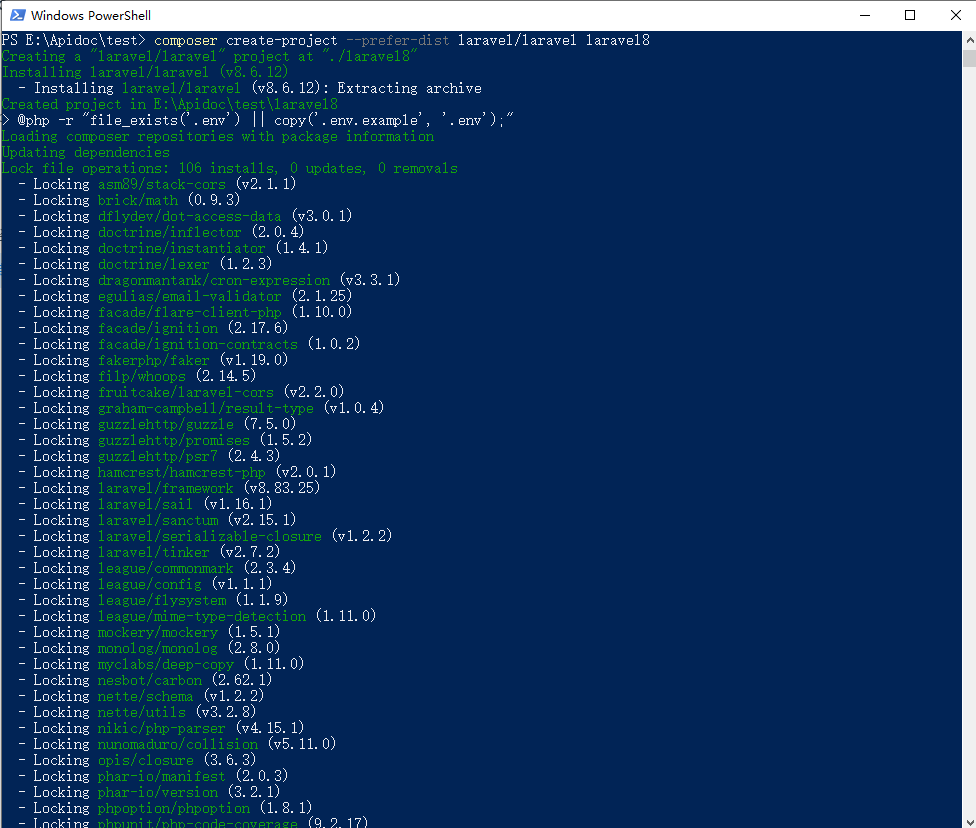 Windows PowerShell
PS E:\Apidoc\test> composer create-project --prefer-dist laravel/laravel laravel8
Creating a "laravel/laravel" project at "./laravel8"
Installing laravel/laravel (v8.6.12)
- Installing laravel/laravel (v8.6.12): Extracting archive
Created project in E:\Apidoc\test\laravel8
> @php -r "file_exists('.env') || copy('.env.example', '.env');"
Loading composer repositories with package information
Updating dependencies
Lock file operations: 106 installs, 0 updates, 0 removals
- Locking asm89/stack-cors (v2.1.1)
- Locking brick/math (0.9.3)
- Locking dflydev/dot-access-data (v3.0.1)
- Locking doctrine/inflector (2.0.4)
- Locking doctrine/instantiator (1.4.1)
- Locking doctrine/lexer (1.2.3)
- Locking dragonmantank/cron-expression (v3.3.1)
- Locking egulias/email-validator (2.1.25)
- Locking facade/flare-client-php (1.10.0)
- Locking facade/ignition (2.17.6)
- Locking facade/ignition-contracts (1.0.2)
- Locking fakerphp/faker (v1.19.0)
- Locking filp/whoops (2.14.5)
- Locking fruitcake/laravel-cors (v2.2.0)
- Locking graham-campbell/result-type (v1.0.4)
- Locking guzzlehttp/guzzle (7.5.0)
- Locking guzzlehttp/promises (1.5.2)
- Locking guzzlehttp/psr7 (2.4.3)
- Locking hamcrest/hamcrest-php (v2.0.1)
- Locking laravel/framework (v8.83.25)
- Locking laravel/sail (v1.16.1)
- Locking laravel/sanctum (v2.15.1)
- Locking laravel/serializable-closure (v1.2.2)
- Locking laravel/tinker (v2.7.2)
- Locking league/commonmark (2.3.4)
- Locking league/config (v1.1.1)
- Locking league/flysystem (1.1.9)
- Locking league/mime-type-detection (1.11.0)
- Locking mockery/mockery (1.5.1)
- Locking monolog/monolog (2.8.0)
- Locking myclabs/deep-copy (1.11.0)
- Locking nesbot/carbon (2.62.1)
- Locking nette/schema (v1.2.2)
- Locking nette/utils (v3.2.8)
- Locking nikic/php-parser (v4.15.1)
- Locking nunomaduro/collision (v5.11.0)
- Locking opis/closure (3.6.3)
- Locking phar-io/manifest (2.0.3)
- Locking phar-io/version (3.2.1)
- Locking phpoption/phpoption (1.8.1)
- Locking phpunit/php-code-coverage (9.2.17)